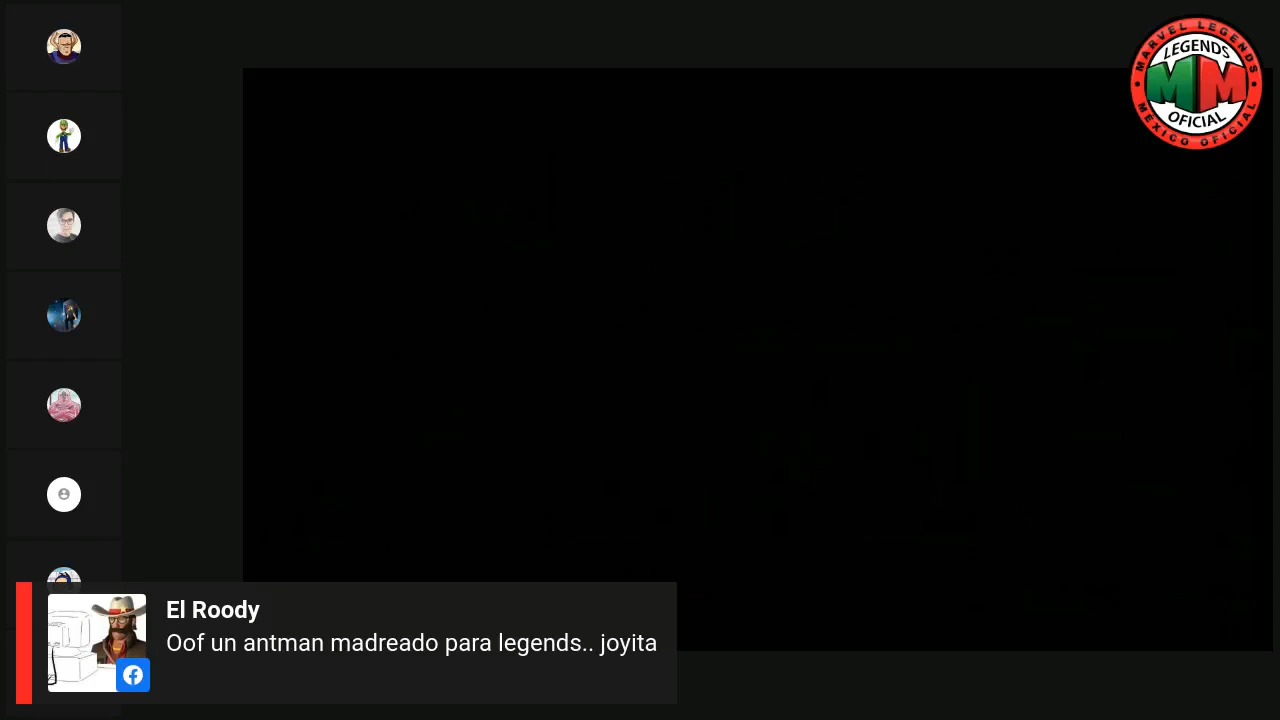 MARVEL LEGENDS
LEGENDS
MM
OFICIAL
MEXICO OFICIAL
El Roody
Oof un antman madreado para legends.. joyita